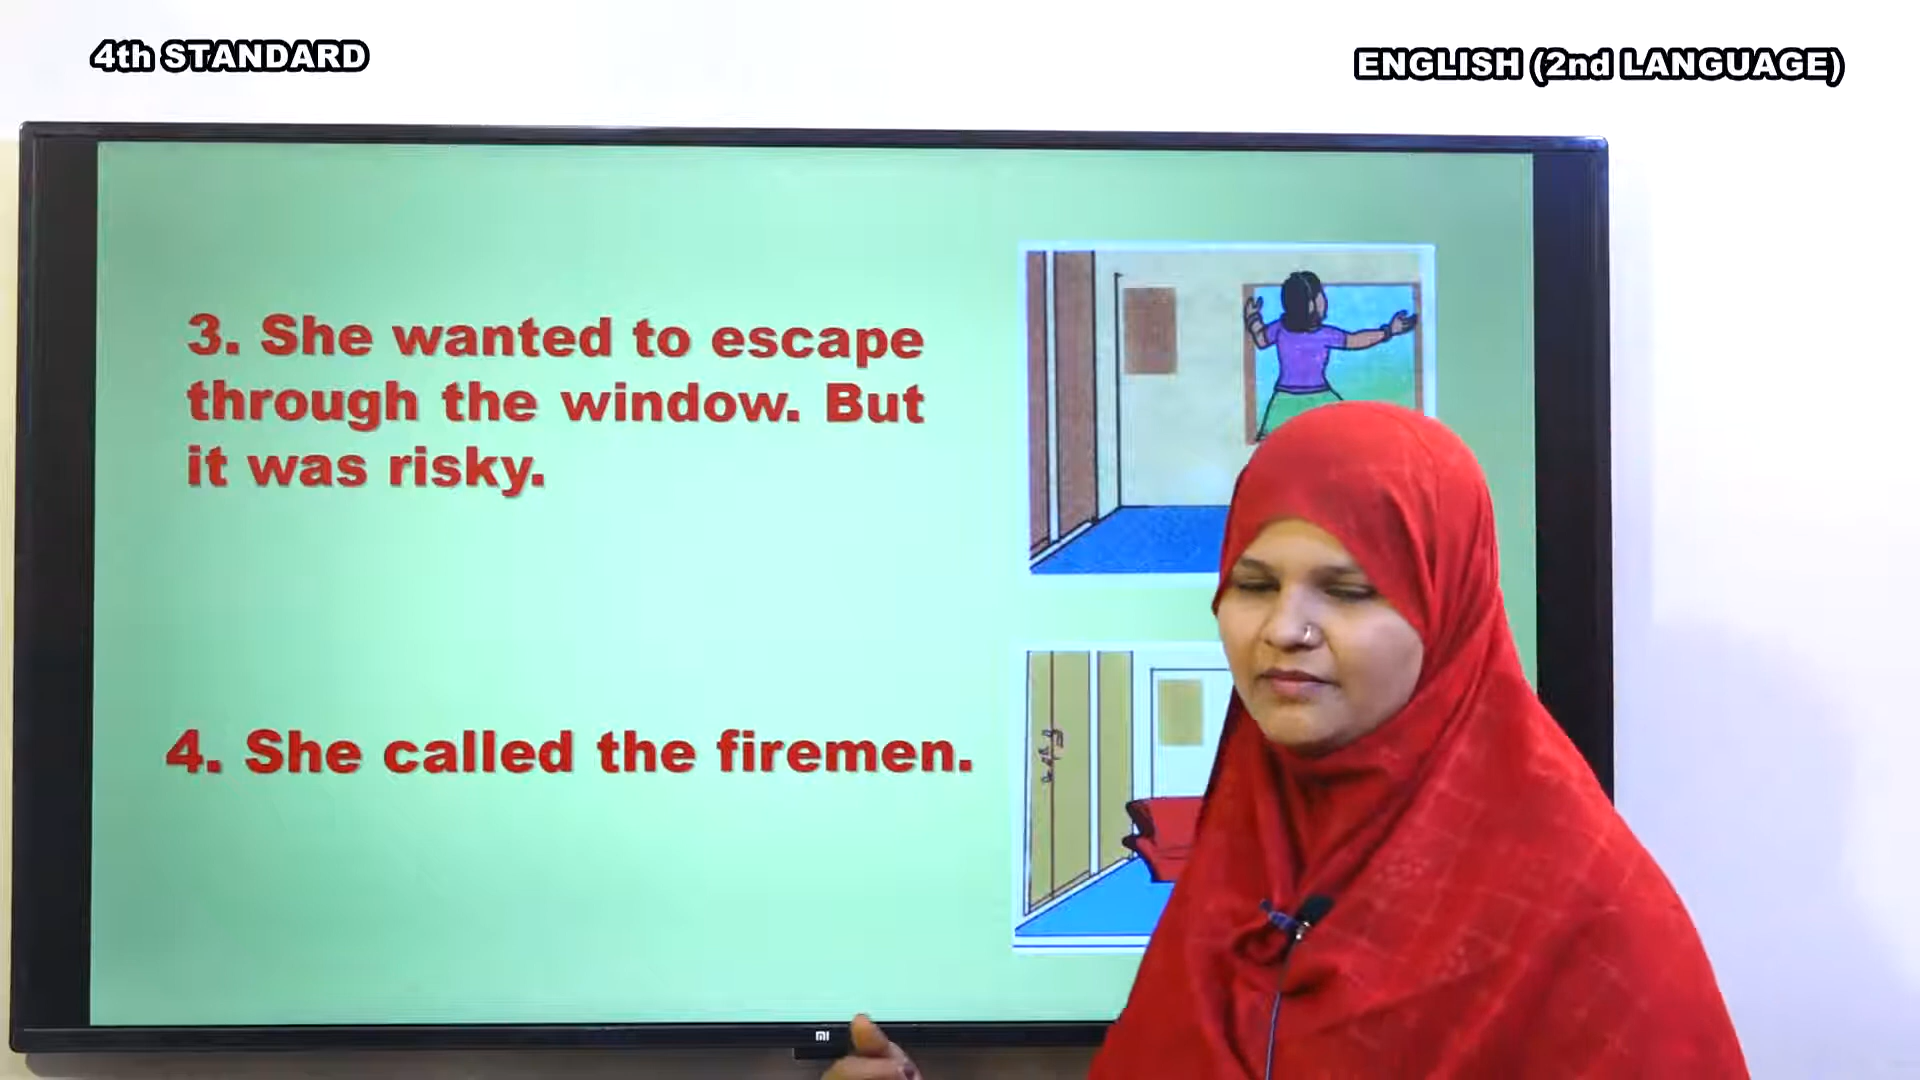 4th STANDARD
ENGLISH (2nd LANGUAGE)
3. She wanted to escape
through the window. But
it was risky.
4. She called the firemen.
mi